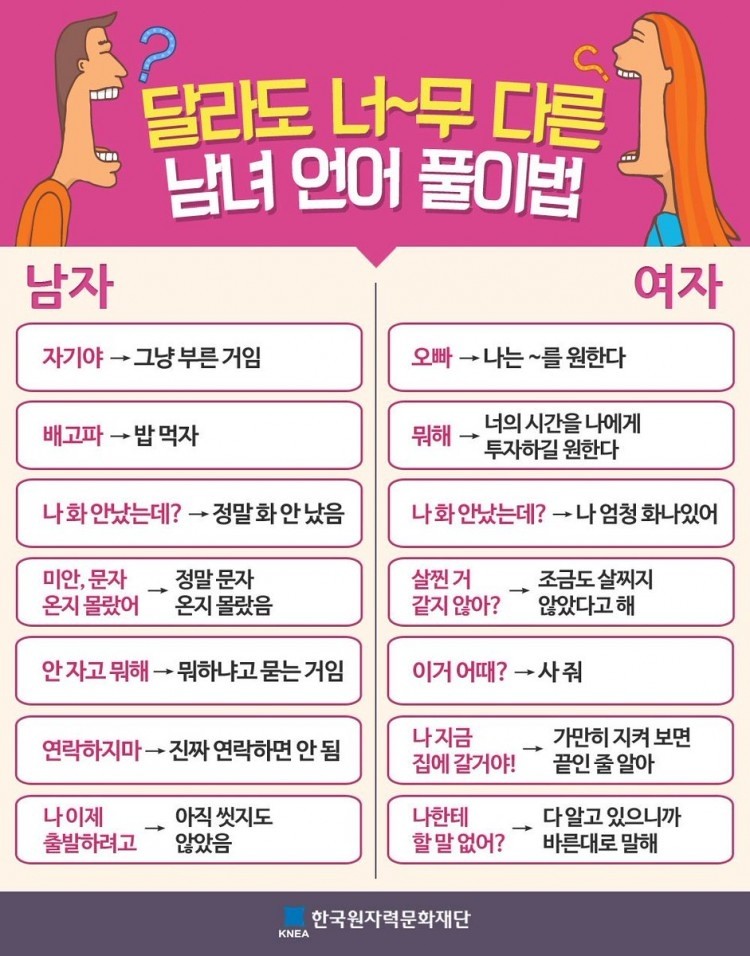 달라도 너~무 다른
남녀 언어 풀이법
남자
자기야 → 그냥 부른 거임
배고파 → 밥 먹자
나 화 안났는데? → 정말 화 안 났음
미안, 문자
온지 몰랐어 → 정말 문자
온지 몰랐음
안 자고 뭐해 → 뭐하냐고 묻는 거임
연락하지마 → 진짜 연락하면 안 됨
나 이제
출발하려고 → 아직 씻지도
않았음
여자
오빠 → 나는 ~를 원한다
뭐해 → 너의 시간을 나에게
투자하길 원한다
나 화 안났는데? → 나 엄청 화나있어
살찐 거
같지 않아? → 조금도 살찌지
않았다고 해
이거 어때? → 사 줘
나 지금
집에 갈거야! → 가만히 지켜 보면
끝인 줄 알아
나한테
할 말 없어? → 다 알고 있으니까
바른대로 말해
KNEA 한국원자력문화재단